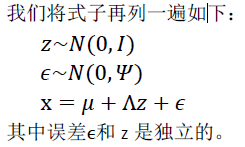 我们将式子再列一遍如下：
z~N(0, I)
ϵ~N(0, Ψ)
x = μ + Λz + ϵ
其中误差ϵ和 z 是独立的。